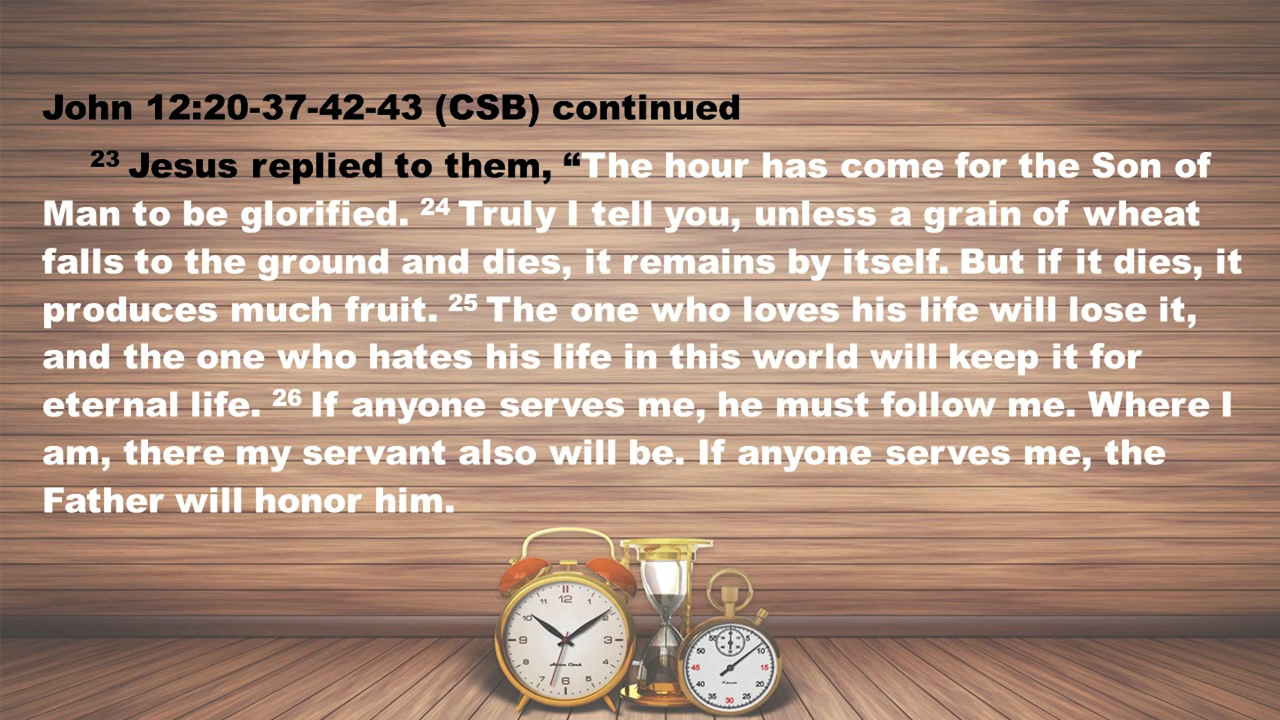 John 12:20-37-42-43 (CSB) continued
23 Jesus replied to them, “The hour has come for the Son of
Man to be glorified. 24 Truly I tell you, unless a grain of wheat
falls to the ground and dies, it remains by itself. But if it dies, it
produces much fruit. 25 The one who loves his life will lose it,
and the one who hates his life in this world will keep it for
eternal life. 26 If anyone serves me, he must follow me. Where I
am, there my servant also will be. If anyone serves me, the
Father will honor him.